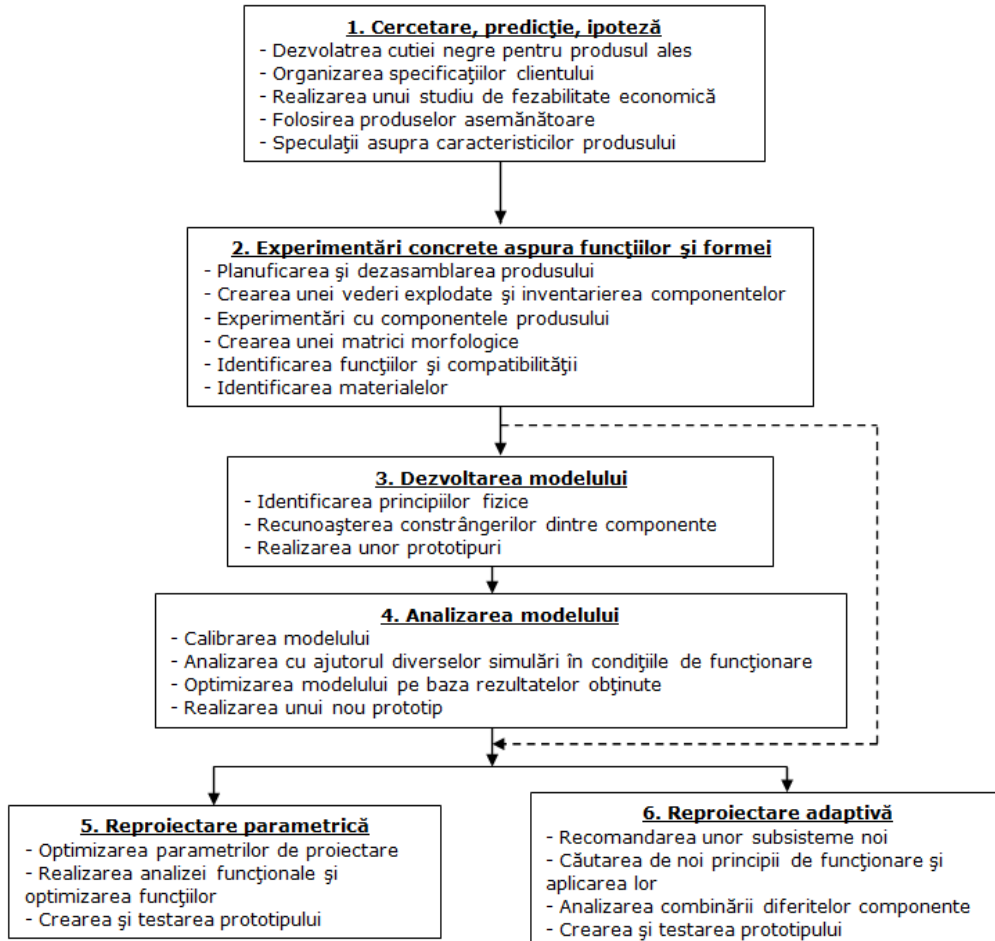 1. Cercetare, predicţie, ipoteză
- Dezvolatrea cutiei negre pentru produsul ales
- Organizarea specificaţiilor clientului
- Realizarea unui studiu de fezabilitate economică
- Folosirea produselor asemănătoare
- Speculaţii asupra caracteristicilor produsului
2. Experimentări concrete aspura funcţiilor şi formei
- Planuficarea şi dezasamblarea produsului
- Crearea unei vederi explodate şi inventarierea componentelor
- Experimentări cu componentele produsului
- Crearea unei matrici morfologice
- Identificarea funcţiilor şi compatibilităţii
- Identificarea materialelor
3. Dezvoltarea modelului
- Identificarea principiilor fizice
- Recunoaşterea constrângerilor dintre componente
- Realizarea unor prototipuri
4. Analizarea modelului
- Calibrarea modelului
- Analizarea cu ajutorul diverselor simulări în condiţiile de funcţionare
- Optimizarea modelului pe baza rezultatelor obţinute
- Realizarea unui nou prototip
5. Reproiectare parametrică
- Optimizarea parametrilor de proiectare
- Realizarea analizei funcţionale şi
optimizarea funcţiilor
- Crearea şi testarea prototipului
6. Reproiectare adaptivă
- Recomandarea unor subsisteme noi
- Căutarea de noi principii de funcţionare şi
aplicarea lor
- Analizarea combinării diferitelor componente
- Crearea şi testarea prototipului